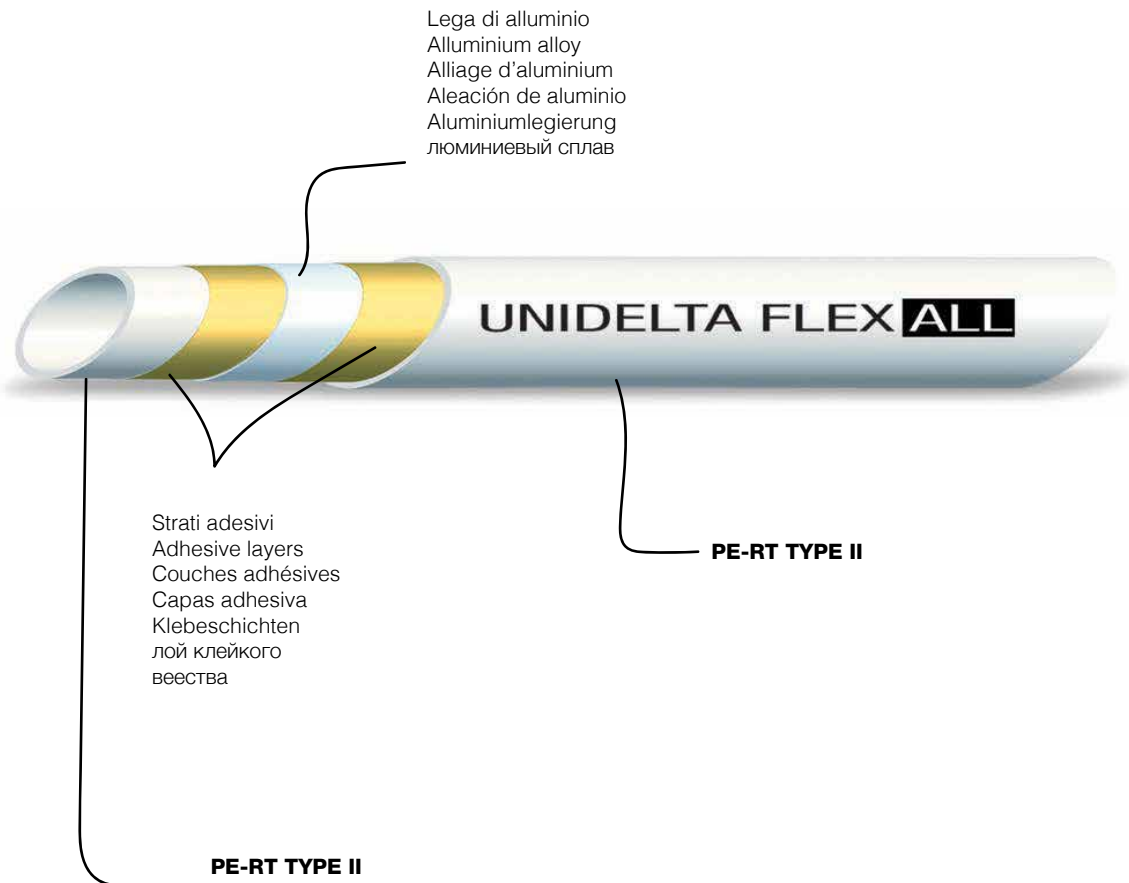 Lega di alluminio
Alluminium alloy
Alliage d'aluminium
Aleación de aluminio
Aluminiumlegierung
люминиевый сплав
UNIDELTA FLEX ALL
Strati adesivi
Adhesive layers
Couches adhésives
Capas adhesiva
Klebeschichten
лой клейкого
веества
PE-RT TYPE II
PE-RT TYPE II